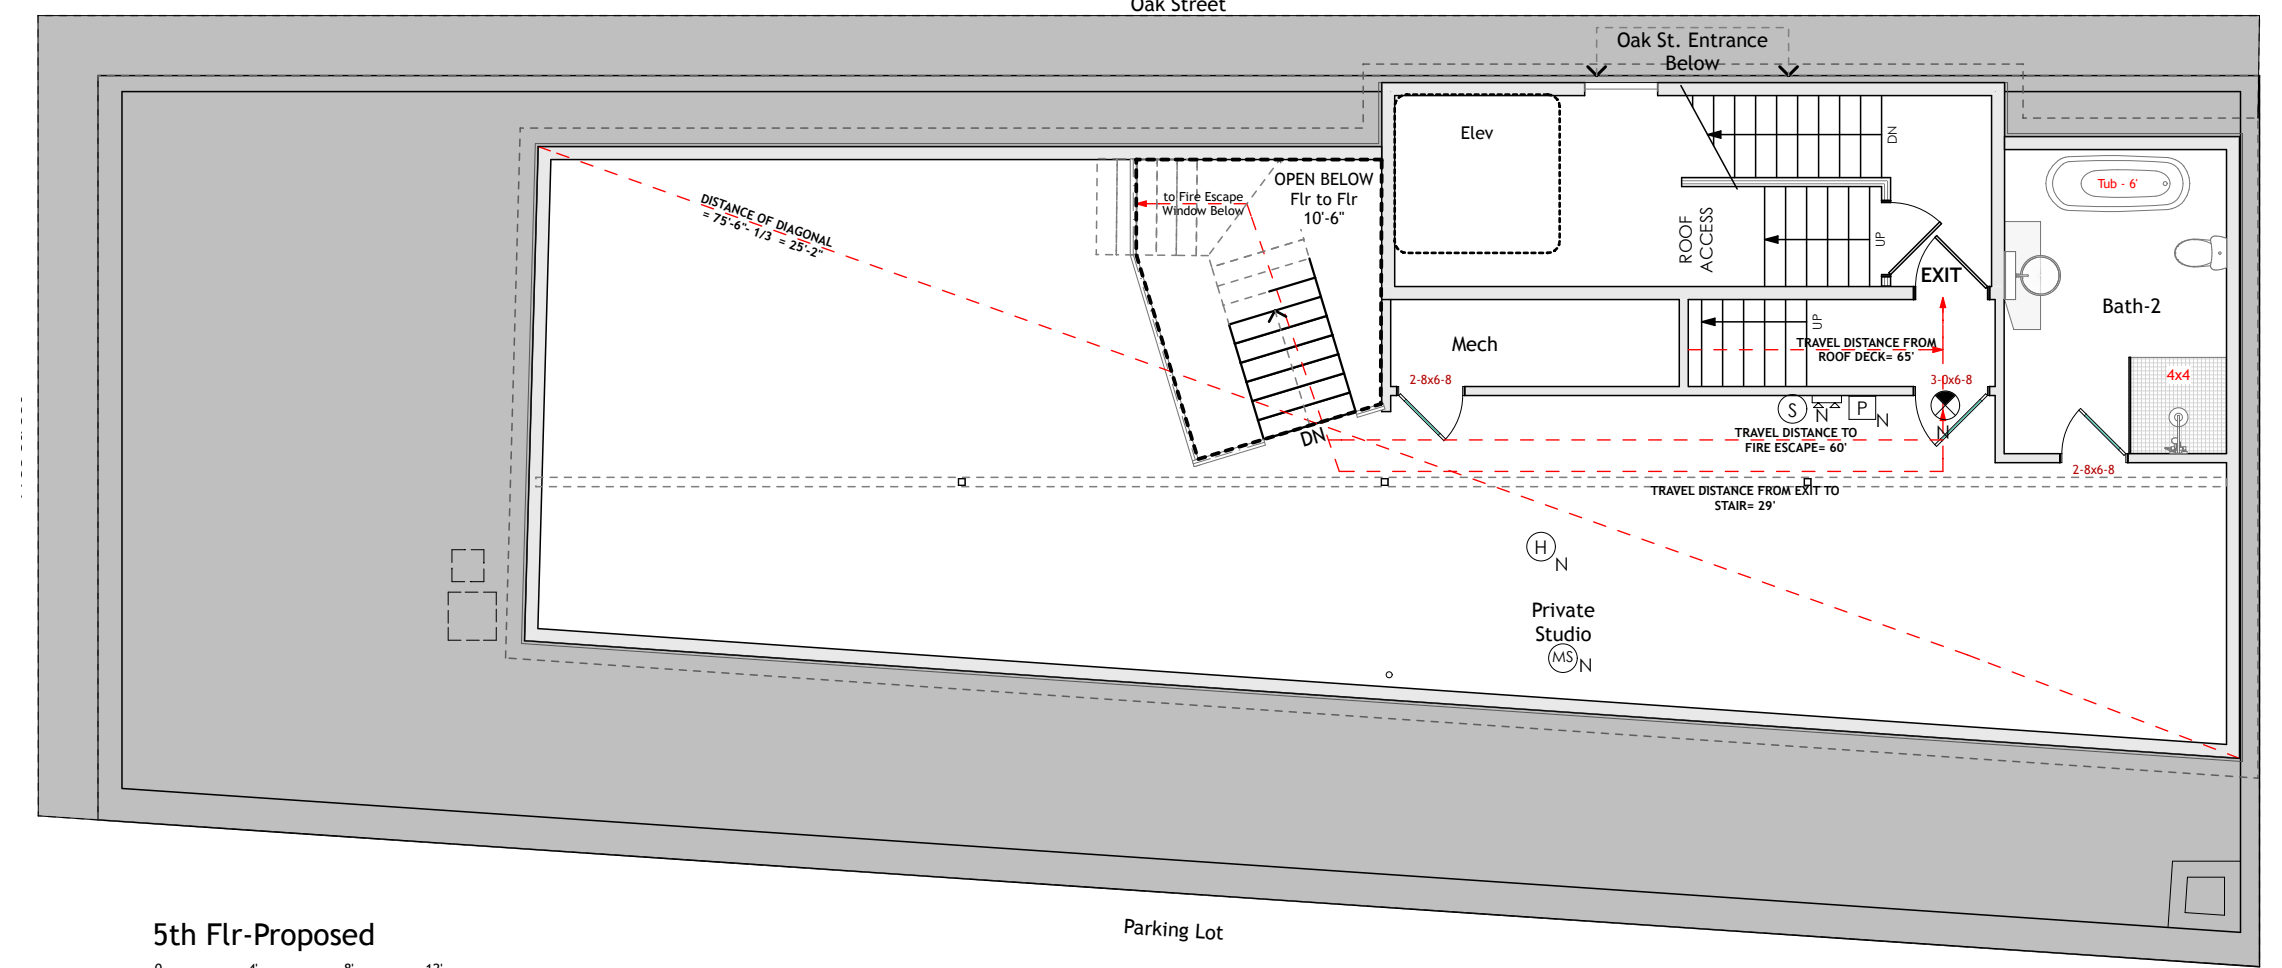 Oak Street
Oak St. Entrance
Below
Elev
DN
Tub - 6'
OPEN BELOW
Flr to Flr
10'-6"
to Fire Escape
Window Below
DISTANCE OF DIAGONAL
= 75'-6"- 1/3 = 25'-2"
ROOF
ACCESS
UP
EXIT
Bath-2
Mech
UP
TRAVEL DISTANCE FROM
ROOF DECK= 65'
2-8x6-8
3-0x6-8
4x4
S
N
P
N
N
DN
TRAVEL DISTANCE TO
FIRE ESCAPE= 60'
2-8x6-8
TRAVEL DISTANCE FROM EXIT TO
STAIR= 29'
H
N
Private
Studio
MS
N
5th Flr-Proposed
Parking Lot
0 4' 8' 12'